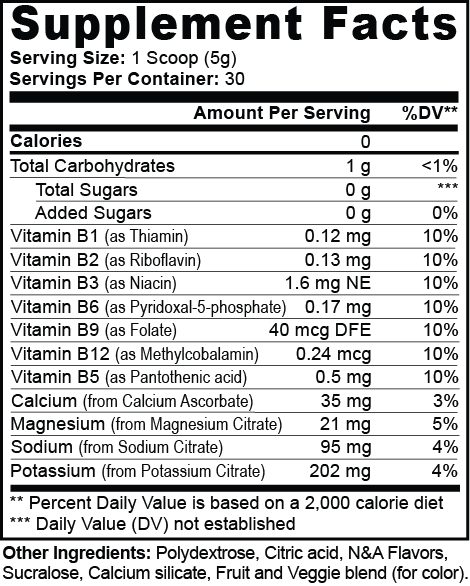 Supplement Facts
Serving Size: 1 Scoop (5g)
Servings Per Container: 30
Amount Per Serving %DV**
Calories 0
Total Carbohydrates 1 g <1%
Total Sugars 0 g ***
Added Sugars 0 g 0%
Vitamin B1 (as Thiamin) 0.12 mg 10%
Vitamin B2 (as Riboflavin) 0.13 mg 10%
Vitamin B3 (as Niacin) 1.6 mg NE 10%
Vitamin B6 (as Pyridoxal-5-phosphate) 0.17 mg 10%
Vitamin B9 (as Folate) 40 mcg DFE 10%
Vitamin B12 (as Methylcobalamin) 0.24 mcg 10%
Vitamin B5 (as Pantothenic acid) 0.5 mg 10%
Calcium (from Calcium Ascorbate) 35 mg 3%
Magnesium (from Magnesium Citrate) 21 mg 5%
Sodium (from Sodium Citrate) 95 mg 4%
Potassium (from Potassium Citrate) 202 mg 4%
** Percent Daily Value is based on a 2,000 calorie diet
*** Daily Value (DV) not established
Other Ingredients: Polydextrose, Citric acid, N&A Flavors,
Sucralose, Calcium silicate, Fruit and Veggie blend (for color).